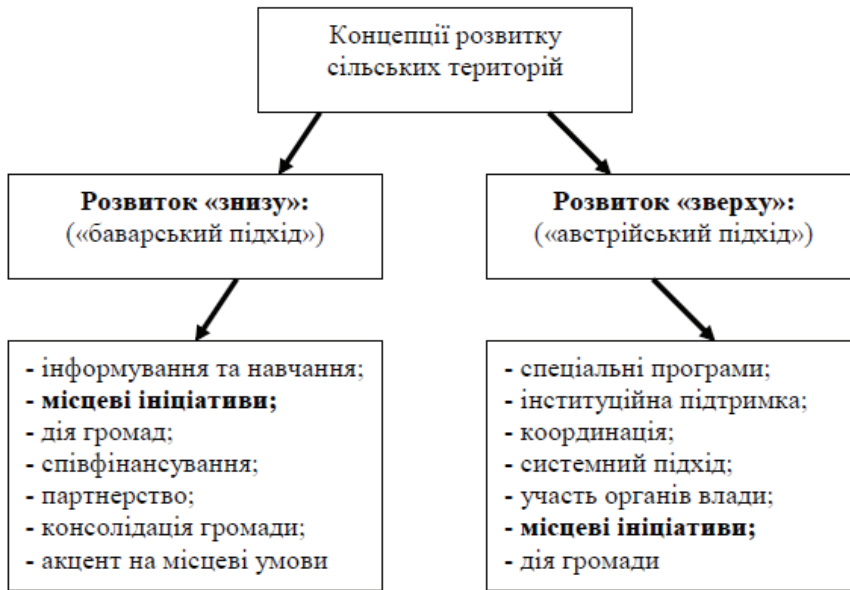 Концепції розвитку
сільських територій
Розвиток «знизу»:
(«баварський підхід»)
- інформування та навчання;
- місцеві ініціативи;
- дія громад;
- співфінансування;
- партнерство;
- консолідація громади;
- акцент на місцеві умови
Розвиток «зверху»:
(«австрійський підхід»)
- спеціальні програми;
- інституційна підтримка;
- координація;
- системний підхід;
- участь органів влади;
- місцеві ініціативи;
- дія громади